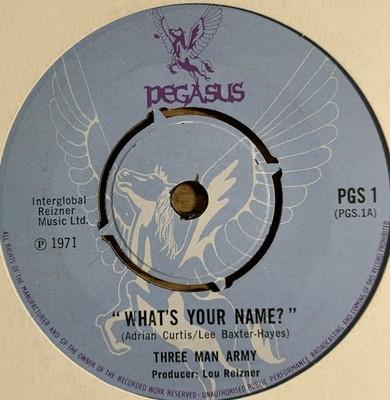 PEGASUS
Interglobal
Reizner
Music Ltd.
℗ 1971
PGS 1
(PGS.1A)
"WHAT'S YOUR NAME?"
(Adrian Curtis/Lee Baxter-Hayes)
THREE MAN ARMY
Producer: Lou Reizner
ALL RIGHTS OF THE MANUFACTURER AND OF THE OWNER OF THE RECORDED WORK RESERVED · UNAUTHORISED PUBLIC PERFORMANCE BROADCASTING AND COPYING OF THIS RECORD PROHIBITED